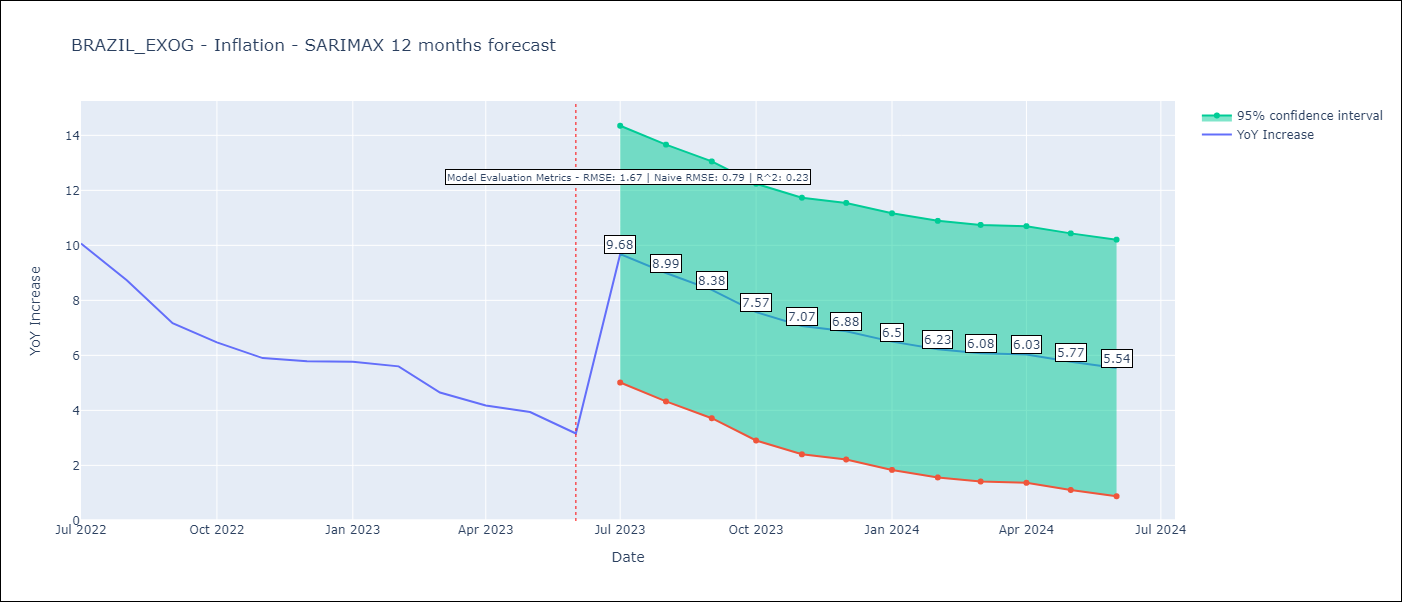 BRAZIL_EXOG - Inflation - SARIMAX 12 months forecast
95% confidence interval
YoY Increase
Model Evaluation Metrics - RMSE: 1.67 | Naive RMSE: 0.79 | R^2: 0.23
YoY Increase
14
12
10
8
6
4
2
0
9.68
8.99
8.38
7.57
7.07
6.88
6.5
6.23
6.08
6.03
5.77
5.54
Jul 2022
Oct 2022
Jan 2023
Apr 2023
Jul 2023
Oct 2023
Jan 2024
Apr 2024
Jul 2024
Date